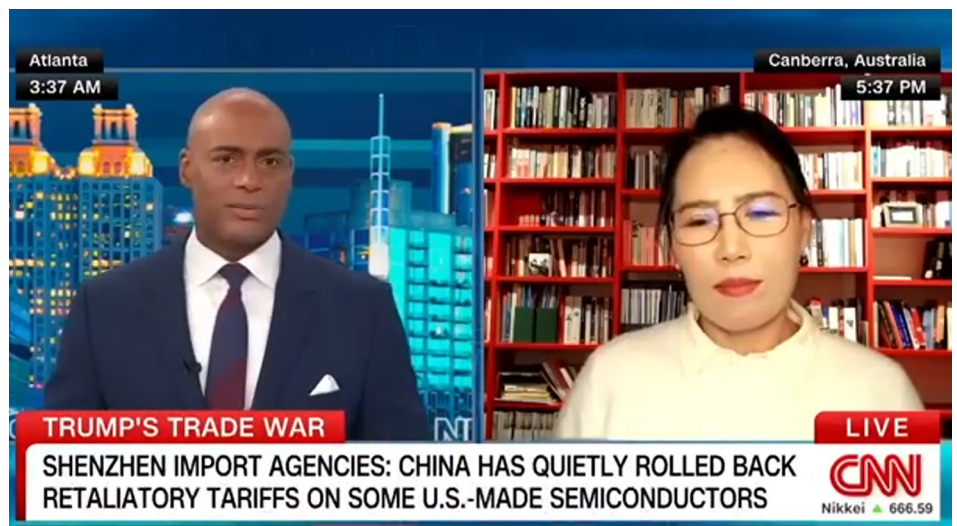 Atlanta
3:37 AM
Canberra, Australia
5:37 PM
TRUMP'S TRADE WAR
LIVE
SHENZHEN IMPORT AGENCIES: CHINA HAS QUIETLY ROLLED BACK
RETALIATORY TARIFFS ON SOME U.S.-MADE SEMICONDUCTORS
CNN
Nikkei ▲ 666.59